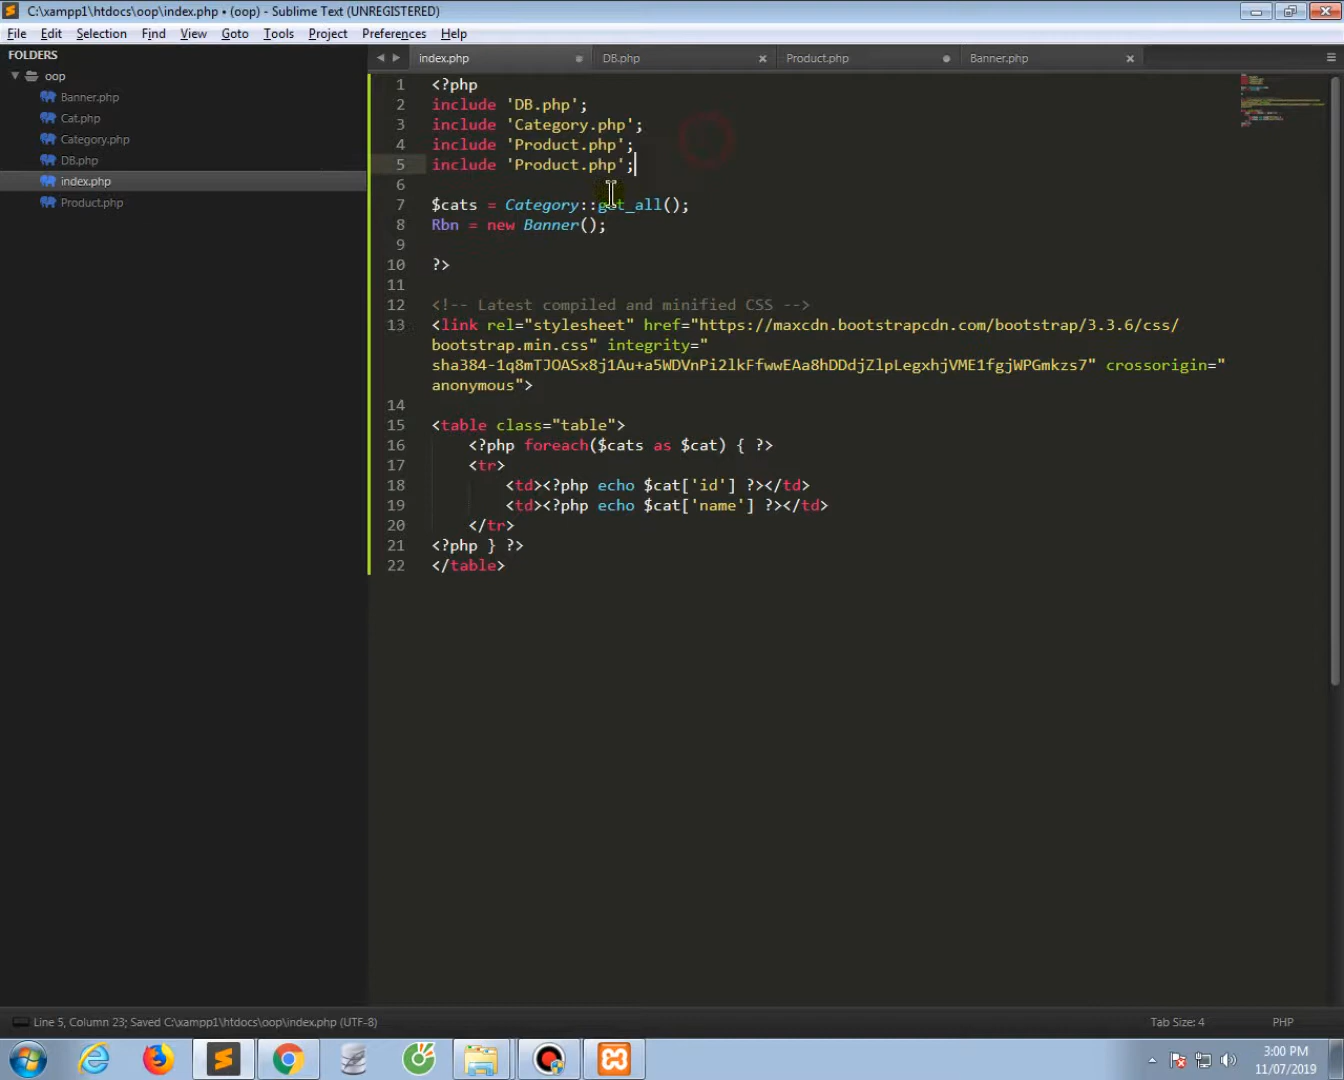 C:\xampp1\htdocs\oop\index.php • (oop) - Sublime Text (UNREGISTERED)
File Edit Selection Find View Goto Tools Project Preferences Help
FOLDERS
oop
Banner.php
Cat.php
Category.php
DB.php
index.php
Product.php
index.php DB.php Product.php Banner.php
1 <?php
2 include 'DB.php';
3 include 'Category.php';
4 include 'Product.php';
5 include 'Product.php';
6
7 $cats = Category::get_all();
8 Rbn = new Banner();
9
10 ?>
11
12 <!-- Latest compiled and minified CSS -->
13 <link rel="stylesheet" href="https://maxcdn.bootstrapcdn.com/bootstrap/3.3.6/css/
bootstrap.min.css" integrity="
sha384-1q8mTJOASx8j1Au+a5WDVnPi2lkFfwwEAa8hDDdjZlpLegxhjVME1fgjWPGmkzs7" crossorigin="
anonymous">
14
15 <table class="table">
16 <?php foreach($cats as $cat) { ?>
17 <tr>
18 <td><?php echo $cat['id'] ?></td>
19 <td><?php echo $cat['name'] ?></td>
20 </tr>
21 <?php } ?>
22 </table>
Line 5, Column 23; Saved C:\xampp1\htdocs\oop\index.php (UTF-8) Tab Size: 4 PHP
3:00 PM
11/07/2019